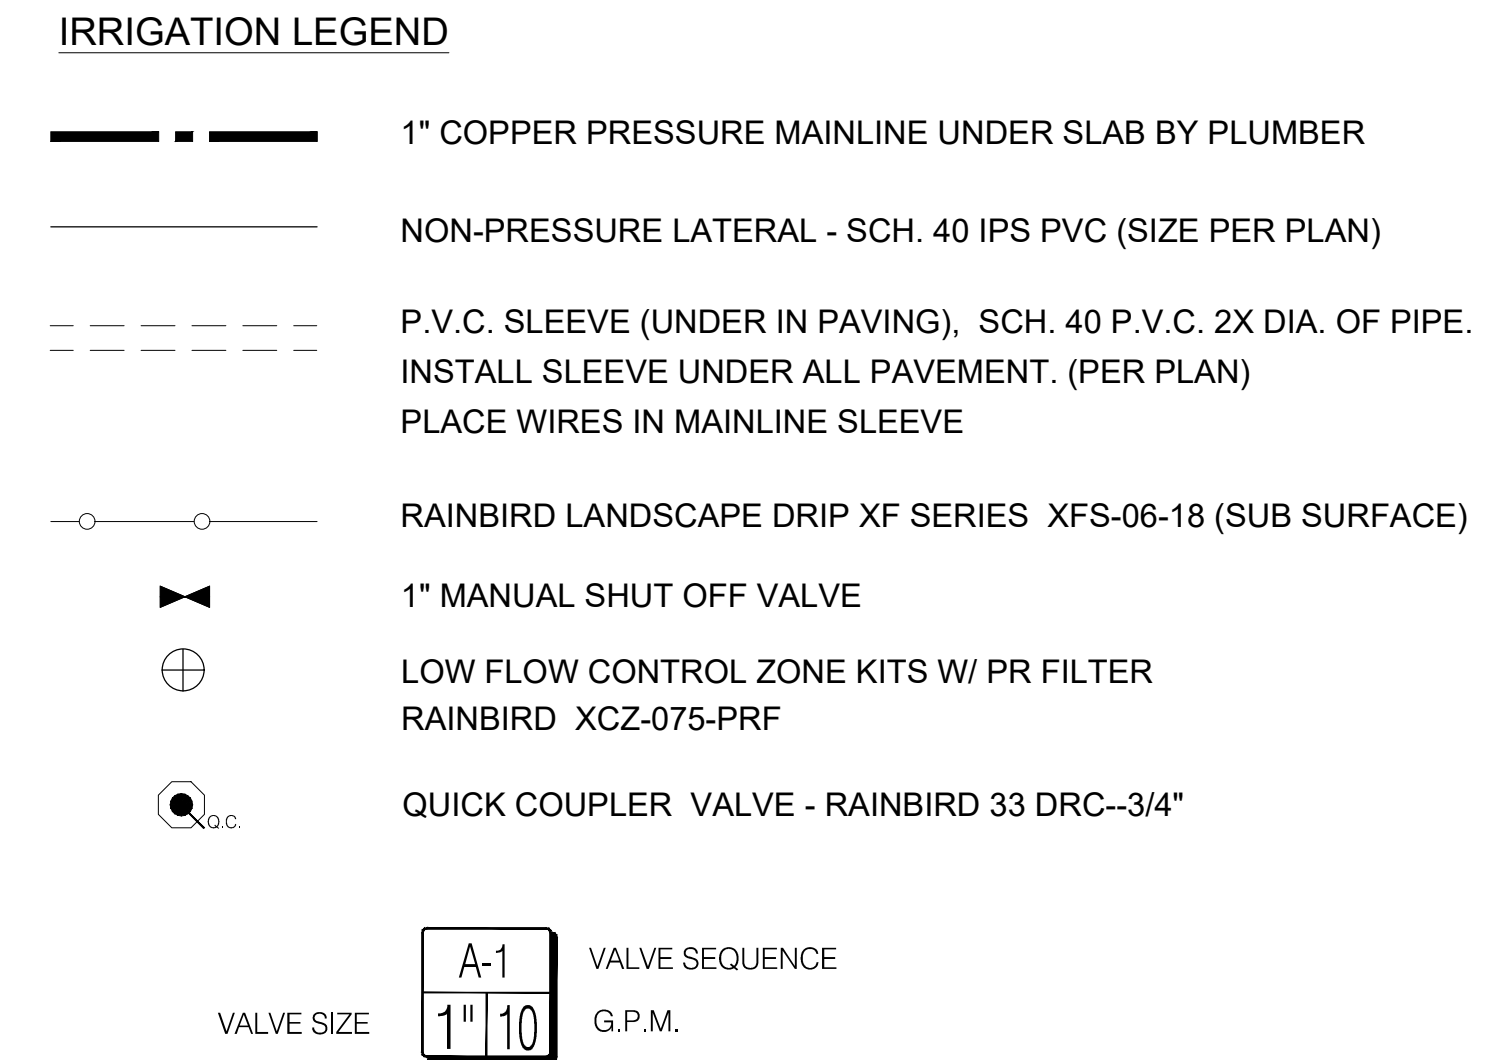 IRRIGATION LEGEND
1" COPPER PRESSURE MAINLINE UNDER SLAB BY PLUMBER
NON-PRESSURE LATERAL - SCH. 40 IPS PVC (SIZE PER PLAN)
P.V.C. SLEEVE (UNDER IN PAVING),  SCH. 40 P.V.C. 2X DIA. OF PIPE.
INSTALL SLEEVE UNDER ALL PAVEMENT. (PER PLAN)
PLACE WIRES IN MAINLINE SLEEVE
RAINBIRD LANDSCAPE DRIP XF SERIES  XFS-06-18 (SUB SURFACE)
1" MANUAL SHUT OFF VALVE
LOW FLOW CONTROL ZONE KITS W/ PR FILTER
RAINBIRD  XCZ-075-PRF
Q.C. QUICK COUPLER  VALVE - RAINBIRD 33 DRC--3/4"
A-1 VALVE SEQUENCE
VALVE SIZE 1" 10 G.P.M.